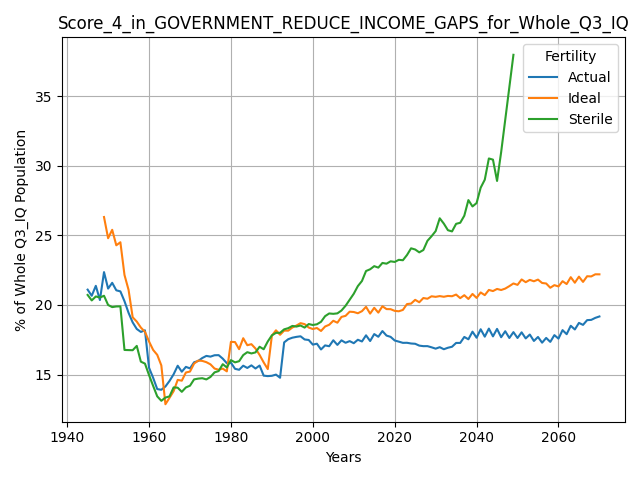 Score_4_in_GOVERNMENT_REDUCE_INCOME_GAPS_for_Whole_Q3_IQ
Fertility
Actual
Ideal
Sterile
% of Whole Q3_IQ Population
35
30
25
20
15
1940
1960
1980
2000
2020
2040
2060
Years